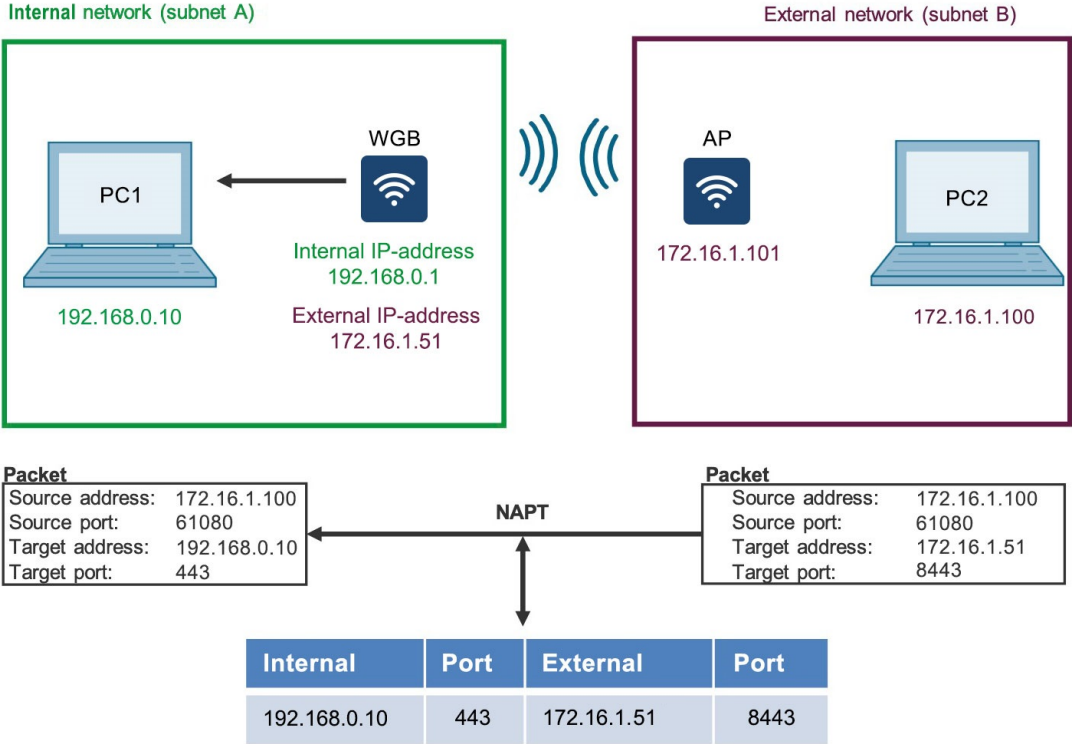 Internal network (subnet A)
External network (subnet B)
WGB
AP
PC1
PC2
Internal IP-address
192.168.0.1
172.16.1.101
192.168.0.10
External IP-address
172.16.1.51
172.16.1.100
Packet
Source address: 172.16.1.100
Source port: 61080
Target address: 192.168.0.10
Target port: 443
NAPT
Packet
Source address: 172.16.1.100
Source port: 61080
Target address: 172.16.1.51
Target port: 8443
Internal Port External Port
192.168.0.10 443 172.16.1.51 8443